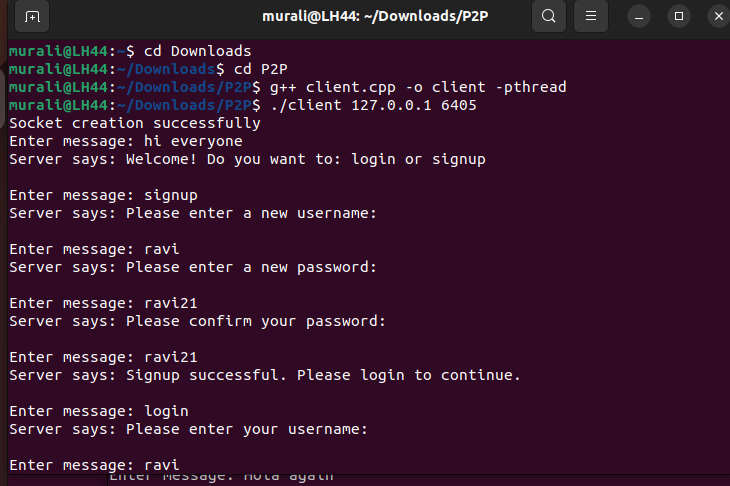 murali@LH44: ~/Downloads/P2P
murali@LH44:~$ cd Downloads
murali@LH44:~/Downloads$ cd P2P
murali@LH44:~/Downloads/P2P$ g++ client.cpp -o client -pthread
murali@LH44:~/Downloads/P2P$ ./client 127.0.0.1 6405
Socket creation successfully
Enter message: hi everyone
Server says: Welcome! Do you want to: login or signup
Enter message: signup
Server says: Please enter a new username:
Enter message: ravi
Server says: Please enter a new password:
Enter message: ravi21
Server says: Please confirm your password:
Enter message: ravi21
Server says: Signup successful. Please login to continue.
Enter message: login
Server says: Please enter your username:
Enter message: ravi
Enter message: Hola again